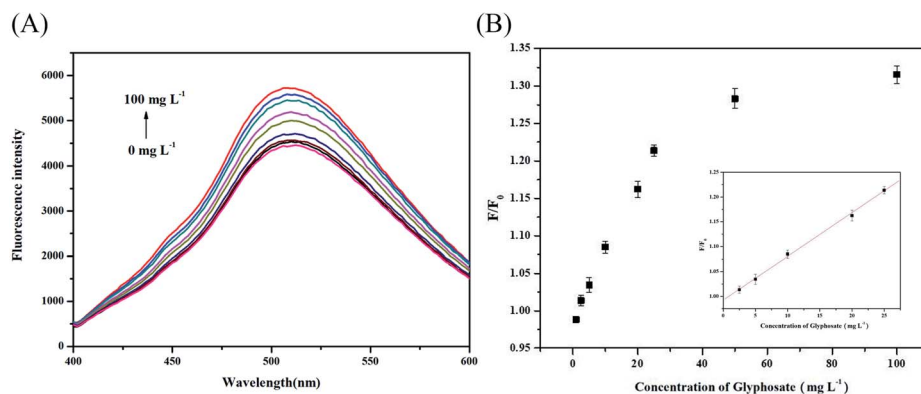 (A)
6000
5000
4000
3000
2000
1000
0
Fluorescence intensity
100 mg L⁻¹
0 mg L⁻¹
400 450 500 550 600
Wavelength(nm)
(B)
1.35
1.30
1.25
1.20
1.15
1.10
1.05
1.00
0.95
F/F₀
0 20 40 60 80 100
Concentration of Glyphosate ( mg L⁻¹)
1.25
1.20
1.15
1.10
1.05
1.00
F/F₀
0 5 10 15 20 25
Concentration of Glyphosate ( mg L⁻¹)